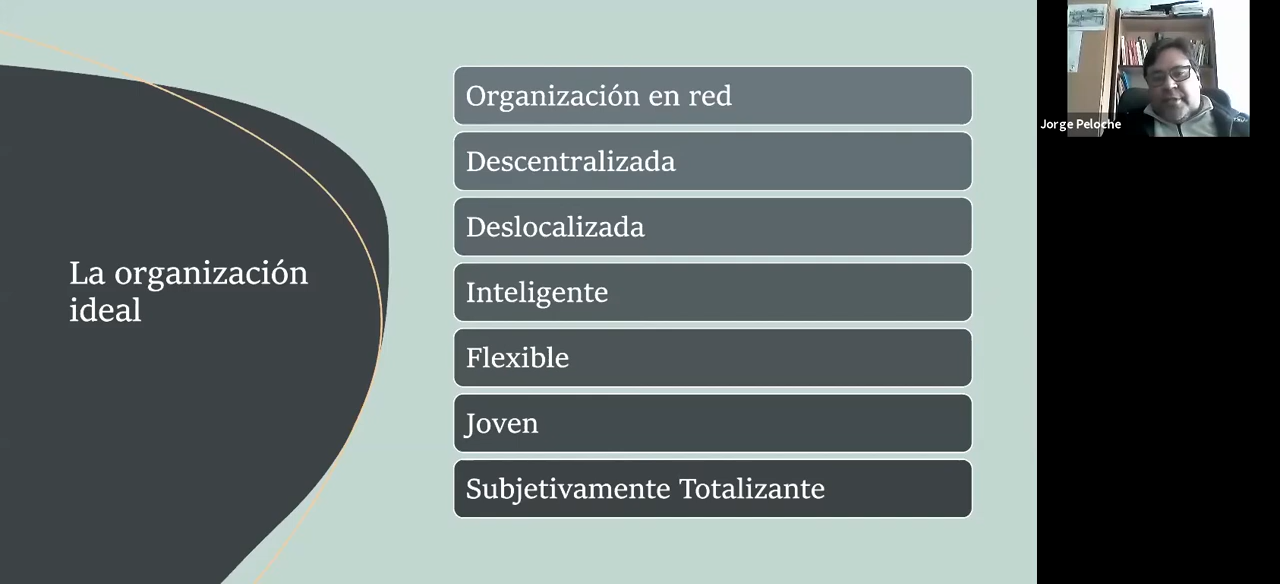 La organización
ideal
Organización en red
Descentralizada
Deslocalizada
Inteligente
Flexible
Joven
Subjetivamente Totalizante
Jorge Peloche